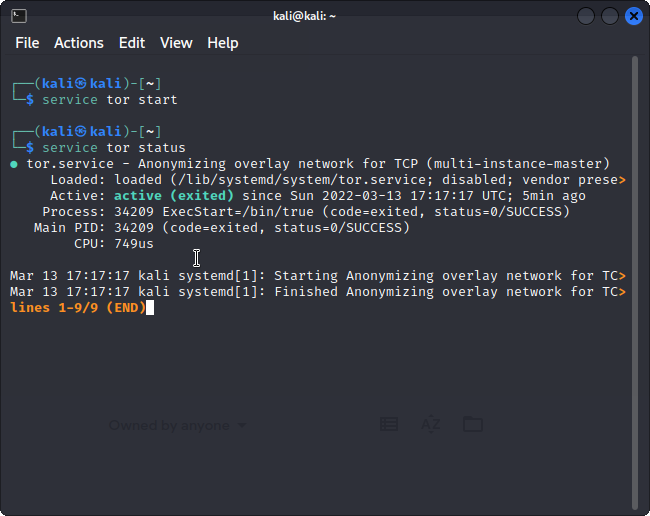 kali@kali: ~
File Actions Edit View Help
┌──(kali㉿kali)-[~]
└─$ service tor start
┌──(kali㉿kali)-[~]
└─$ service tor status
● tor.service - Anonymizing overlay network for TCP (multi-instance-master)
Loaded: loaded (/lib/systemd/system/tor.service; disabled; vendor prese>
Active: active (exited) since Sun 2022-03-13 17:17:17 UTC; 5min ago
Process: 34209 ExecStart=/bin/true (code=exited, status=0/SUCCESS)
Main PID: 34209 (code=exited, status=0/SUCCESS)
CPU: 749us
Mar 13 17:17:17 kali systemd[1]: Starting Anonymizing overlay network for TC>
Mar 13 17:17:17 kali systemd[1]: Finished Anonymizing overlay network for TC>
lines 1-9/9 (END)
Owned by anyone
AZ